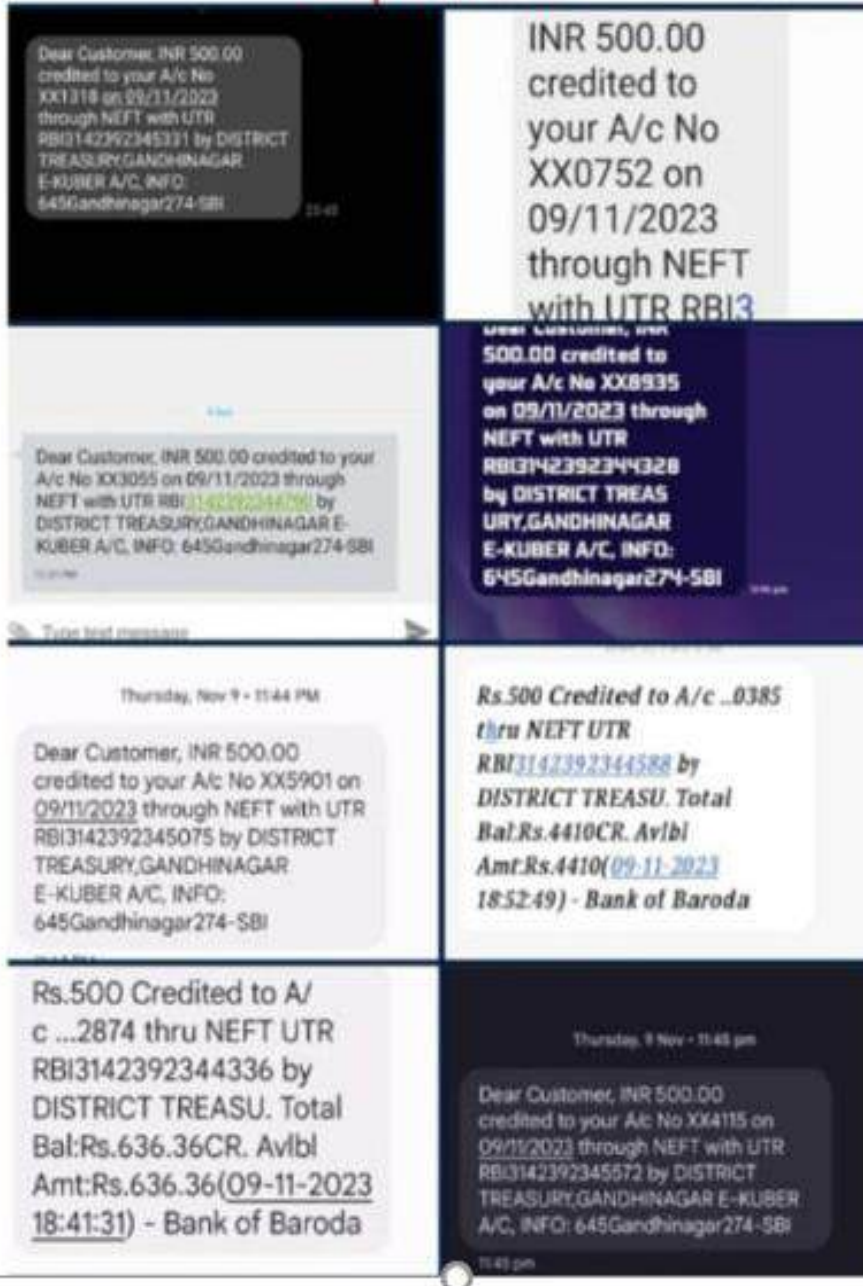 Dear Customer, INR 500.00
credited to your A/c No
XX1318 on 09/11/2023
through NEFT with UTR
RBI3142392345331 by DISTRICT
TREASURY,GANDHINAGAR
E-KUBER A/C, INFO:
645Gandhinagar274-SBI
INR 500.00
credited to
your A/c No
XX0752 on
09/11/2023
through NEFT
with UTR RBI3
Dear Customer, INR 500.00 credited to your
A/c No XX3055 on 09/11/2023 through
NEFT with UTR by
DISTRICT TREASURY,GANDHINAGAR E-
KUBER A/C, INFO: 645Gandhinagar274-SBI
Type text message
Dear Customer, INR
500.00 credited to
your A/c No XX8935
on 09/11/2023 through
NEFT with UTR
RBI3142392344328
by DISTRICT TREAS
URY,GANDHINAGAR
E-KUBER A/C, INFO:
645Gandhinagar274-SBI
Thursday, Nov 9 • 11:44 PM
Dear Customer, INR 500.00
credited to your A/c No XX5901 on
09/11/2023 through NEFT with UTR
RBI3142392345075 by DISTRICT
TREASURY,GANDHINAGAR
E-KUBER A/C, INFO:
645Gandhinagar274-SBI
Rs.500 Credited to A/c ..0385
thru NEFT UTR
RBI3142392344588 by
DISTRICT TREASU. Total
Bal:Rs.4410CR. Avlbl
Amt:Rs.4410(09-11-2023
18:52:49) - Bank of Baroda
Rs.500 Credited to A/
c ...2874 thru NEFT UTR
RBI3142392344336 by
DISTRICT TREASU. Total
Bal:Rs.636.36CR. Avlbl
Amt:Rs.636.36(09-11-2023
18:41:31) - Bank of Baroda
Thursday, 9 Nov • 11:45 pm
Dear Customer, INR 500.00
credited to your A/c No XX4115 on
09/11/2023 through NEFT with UTR
RBI3142392345572 by DISTRICT
TREASURY,GANDHINAGAR E-KUBER
A/C, INFO: 645Gandhinagar274-SBI
11:45 pm